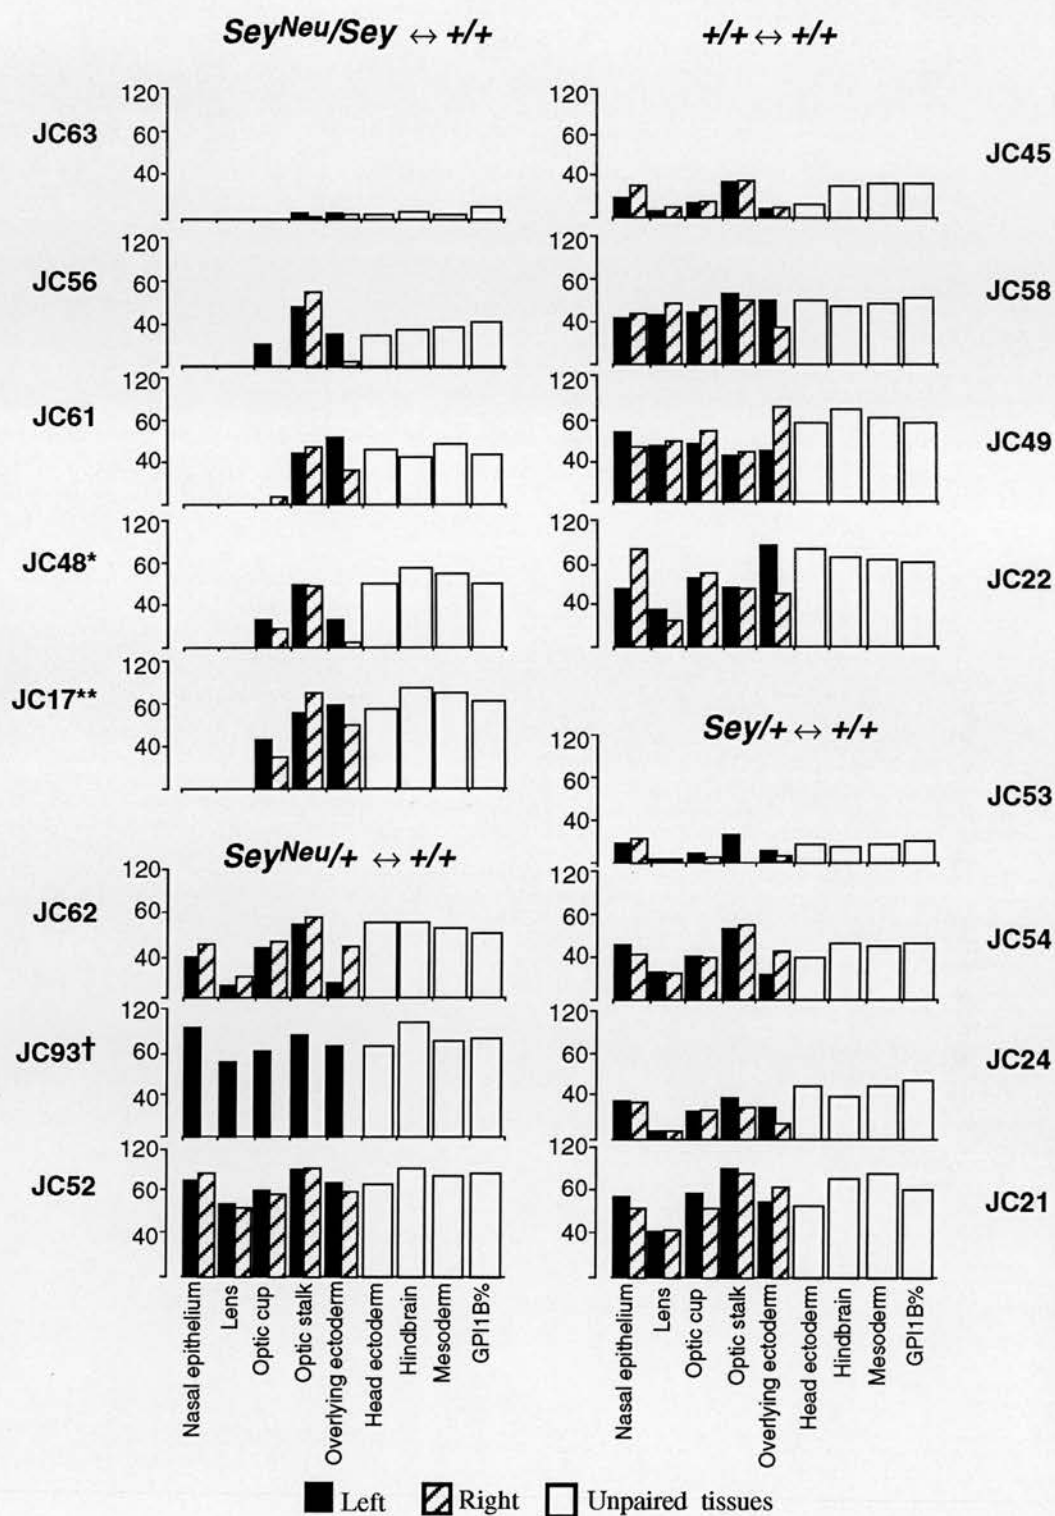 Sey^Neu/Sey ↔ +/+
+/+ ↔ +/+
JC63
120
60
40
JC56
120
60
40
JC61
120
60
40
JC48*
120
40
JC17**
120
60
40
Sey^Neu/+ ↔ +/+
JC62
60
40
JC93†
120
60
40
JC52
120
60
40
120
60
40
JC45
120
60
40
JC58
120
60
40
JC49
120
60
40
JC22
Sey/+ ↔ +/+
120
60
40
JC53
120
60
40
JC54
120
60
40
JC24
120
60
40
JC21
Nasal epithelium
Lens
Optic cup
Optic stalk
Overlying ectoderm
Head ectoderm
Hindbrain
Mesoderm
GPI1B%
Nasal epithelium
Lens
Optic cup
Optic stalk
Overlying ectoderm
Head ectoderm
Hindbrain
Mesoderm
GPI1B%
Left
Right
Unpaired tissues